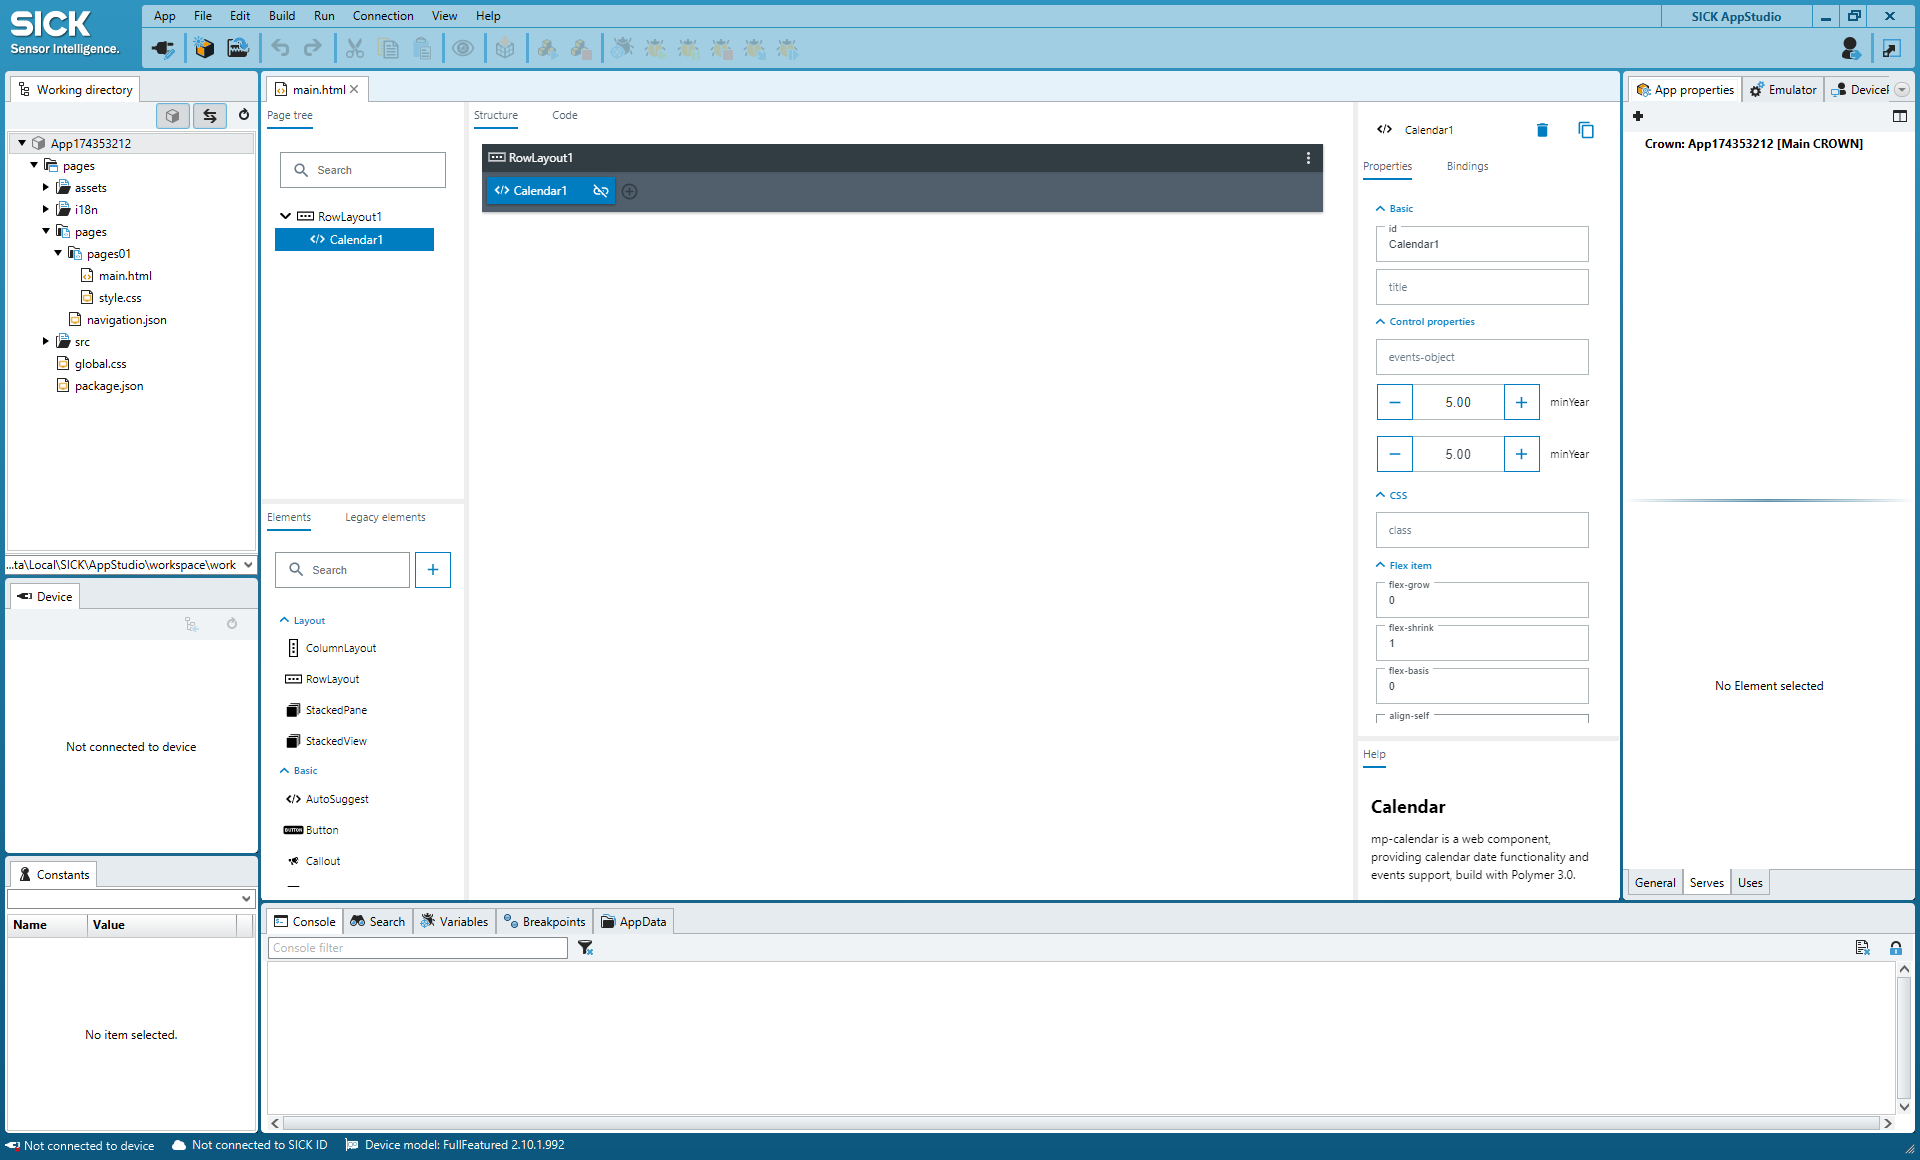 SICK
Sensor Intelligence.
App File Edit Build Run Connection View Help
SICK AppStudio
Working directory
main.html
App properties
Emulator
Page tree
Structure
Code
App174353212
pages
assets
i18n
pages
pages01
main.html
style.css
navigation.json
src
global.css
package.json
...ta\Local\SICK\AppStudio\workspace\work
Search
RowLayout1
Calendar1
RowLayout1
Calendar1
Calendar1
Properties
Bindings
Basic
id
Calendar1
title
Control properties
events-object
5.00
minYear
5.00
minYear
CSS
class
Flex item
flex-grow
0
flex-shrink
1
flex-basis
0
align-self
Help
Calendar
mp-calendar is a web component,
providing calendar date functionality and
events support, build with Polymer 3.0.
Crown: App174353212 [Main CROWN]
No Element selected
General Serves Uses
Elements
Legacy elements
Search
Layout
ColumnLayout
RowLayout
StackedPane
StackedView
Basic
AutoSuggest
BUTTON
Button
Callout
Device
Not connected to device
Constants
Name Value
No item selected.
Console Search Variables Breakpoints AppData
Console filter
Not connected to device
Not connected to SICK ID
Device model: FullFeatured 2.10.1.992